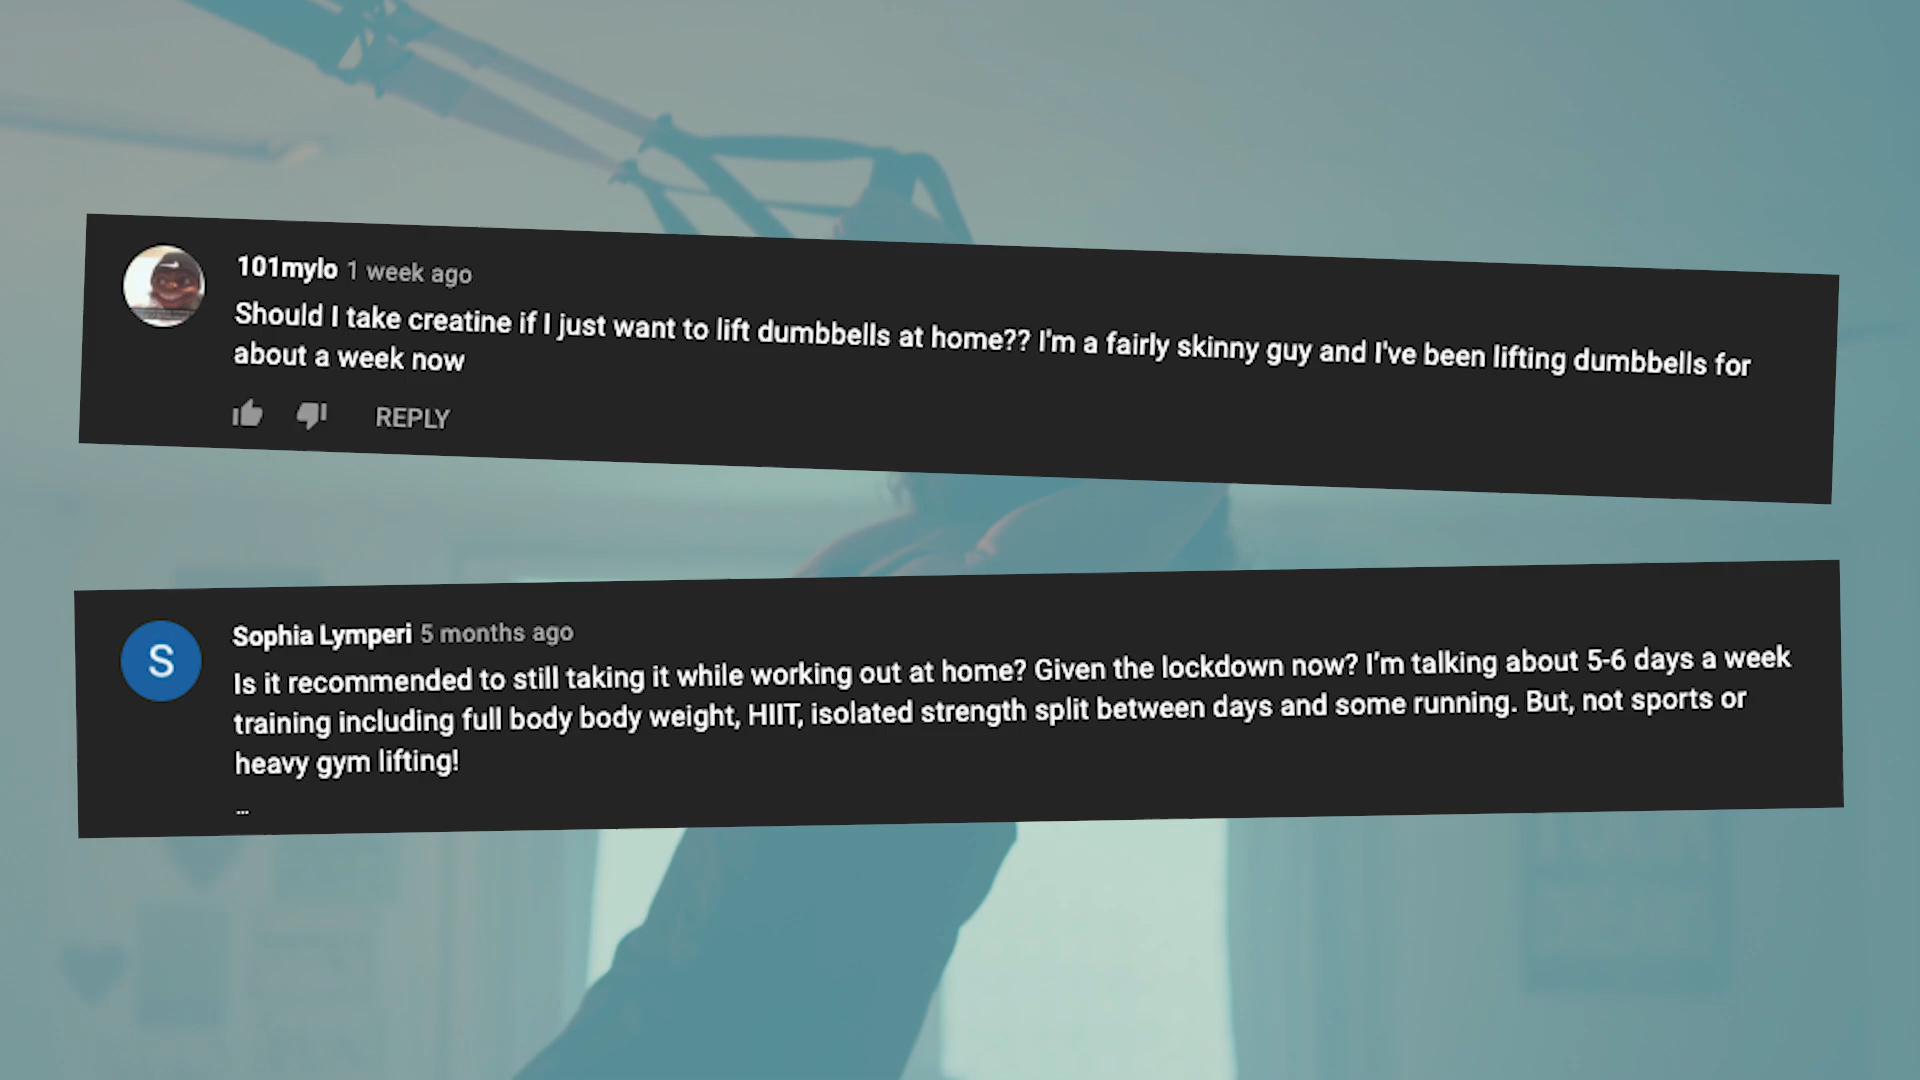 101mylo 1 week ago
Should I take creatine if I just want to lift dumbbells at home?? I'm a fairly skinny guy and I've been lifting dumbbells for
about a week now
REPLY
S
Sophia Lymperi 5 months ago
Is it recommended to still taking it while working out at home? Given the lockdown now? I'm talking about 5-6 days a week
training including full body body weight, HIIT, isolated strength split between days and some running. But, not sports or
heavy gym lifting!
...